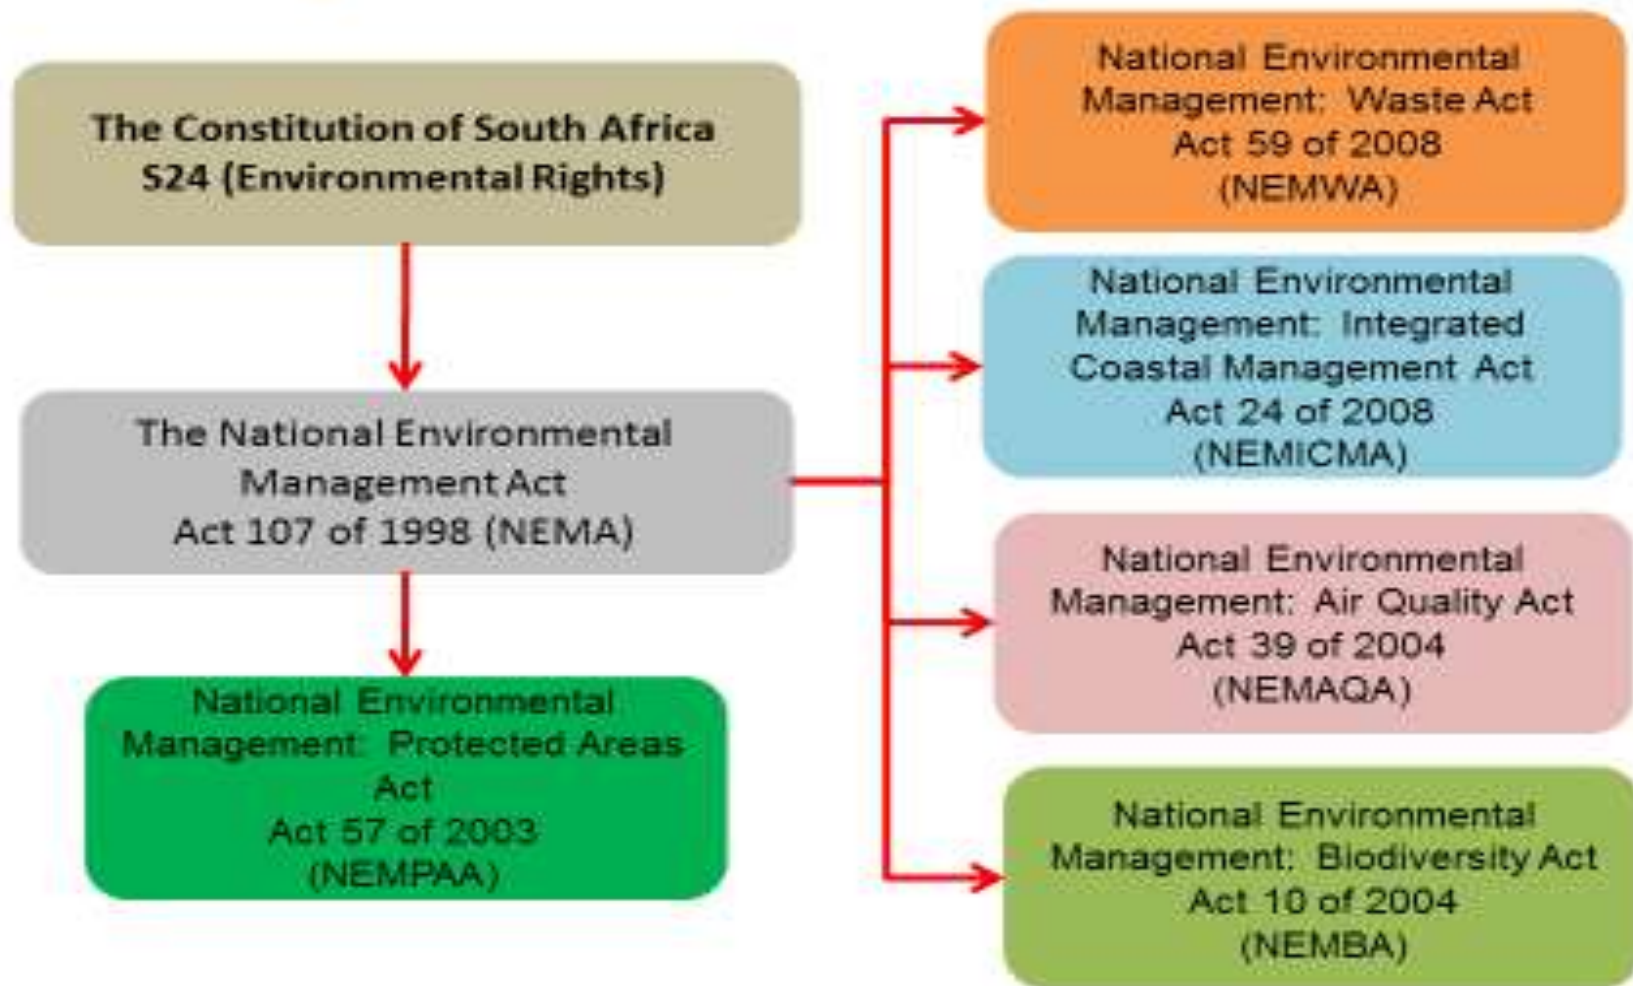 The Constitution of South Africa
S24 (Environmental Rights)
The National Environmental
Management Act
Act 107 of 1998 (NEMA)
National Environmental
Management: Protected Areas
Act
Act 57 of 2003
(NEMPAA)
National Environmental
Management: Waste Act
Act 59 of 2008
(NEMWA)
National Environmental
Management: Integrated
Coastal Management Act
Act 24 of 2008
(NEMICMA)
National Environmental
Management: Air Quality Act
Act 39 of 2004
(NEMAQA)
National Environmental
Management: Biodiversity Act
Act 10 of 2004
(NEMBA)